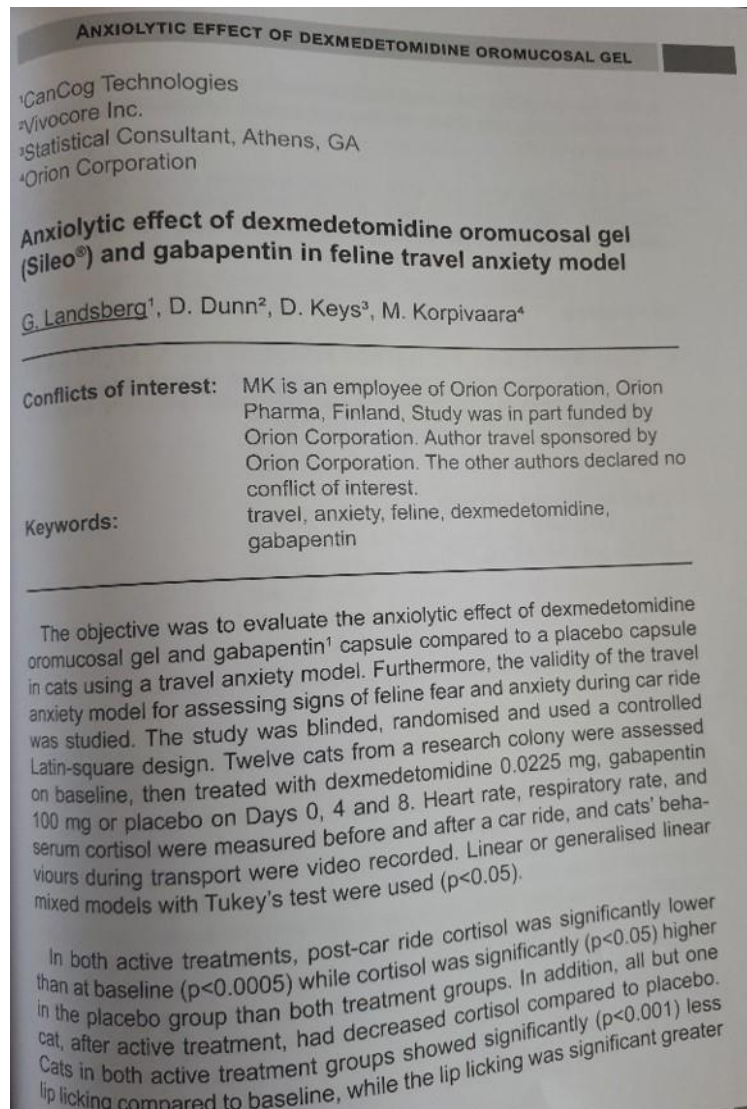 ANXIOLYTIC EFFECT OF DEXMEDETOMIDINE OROMUCOSAL GEL
¹CanCog Technologies
²Vivocore Inc.
³Statistical Consultant, Athens, GA
⁴Orion Corporation
Anxiolytic effect of dexmedetomidine oromucosal gel
(Sileo®) and gabapentin in feline travel anxiety model
G. Landsberg¹, D. Dunn², D. Keys³, M. Korpivaara⁴
Conflicts of interest: MK is an employee of Orion Corporation, Orion
Pharma, Finland, Study was in part funded by
Orion Corporation. Author travel sponsored by
Orion Corporation. The other authors declared no
conflict of interest.
Keywords: travel, anxiety, feline, dexmedetomidine,
gabapentin
The objective was to evaluate the anxiolytic effect of dexmedetomidine
oromucosal gel and gabapentin¹ capsule compared to a placebo capsule
in cats using a travel anxiety model. Furthermore, the validity of the travel
anxiety model for assessing signs of feline fear and anxiety during car ride
was studied. The study was blinded, randomised and used a controlled
Latin-square design. Twelve cats from a research colony were assessed
on baseline, then treated with dexmedetomidine 0.0225 mg, gabapentin
100 mg or placebo on Days 0, 4 and 8. Heart rate, respiratory rate, and
serum cortisol were measured before and after a car ride, and cats' beha-
viours during transport were video recorded. Linear or generalised linear
mixed models with Tukey's test were used (p<0.05).
In both active treatments, post-car ride cortisol was significantly lower
than at baseline (p<0.0005) while cortisol was significantly (p<0.05) higher
in the placebo group than both treatment groups. In addition, all but one
cat, after active treatment, had decreased cortisol compared to placebo.
Cats in both active treatment groups showed significantly (p<0.001) less
lip licking compared to baseline, while the lip licking was significant greater